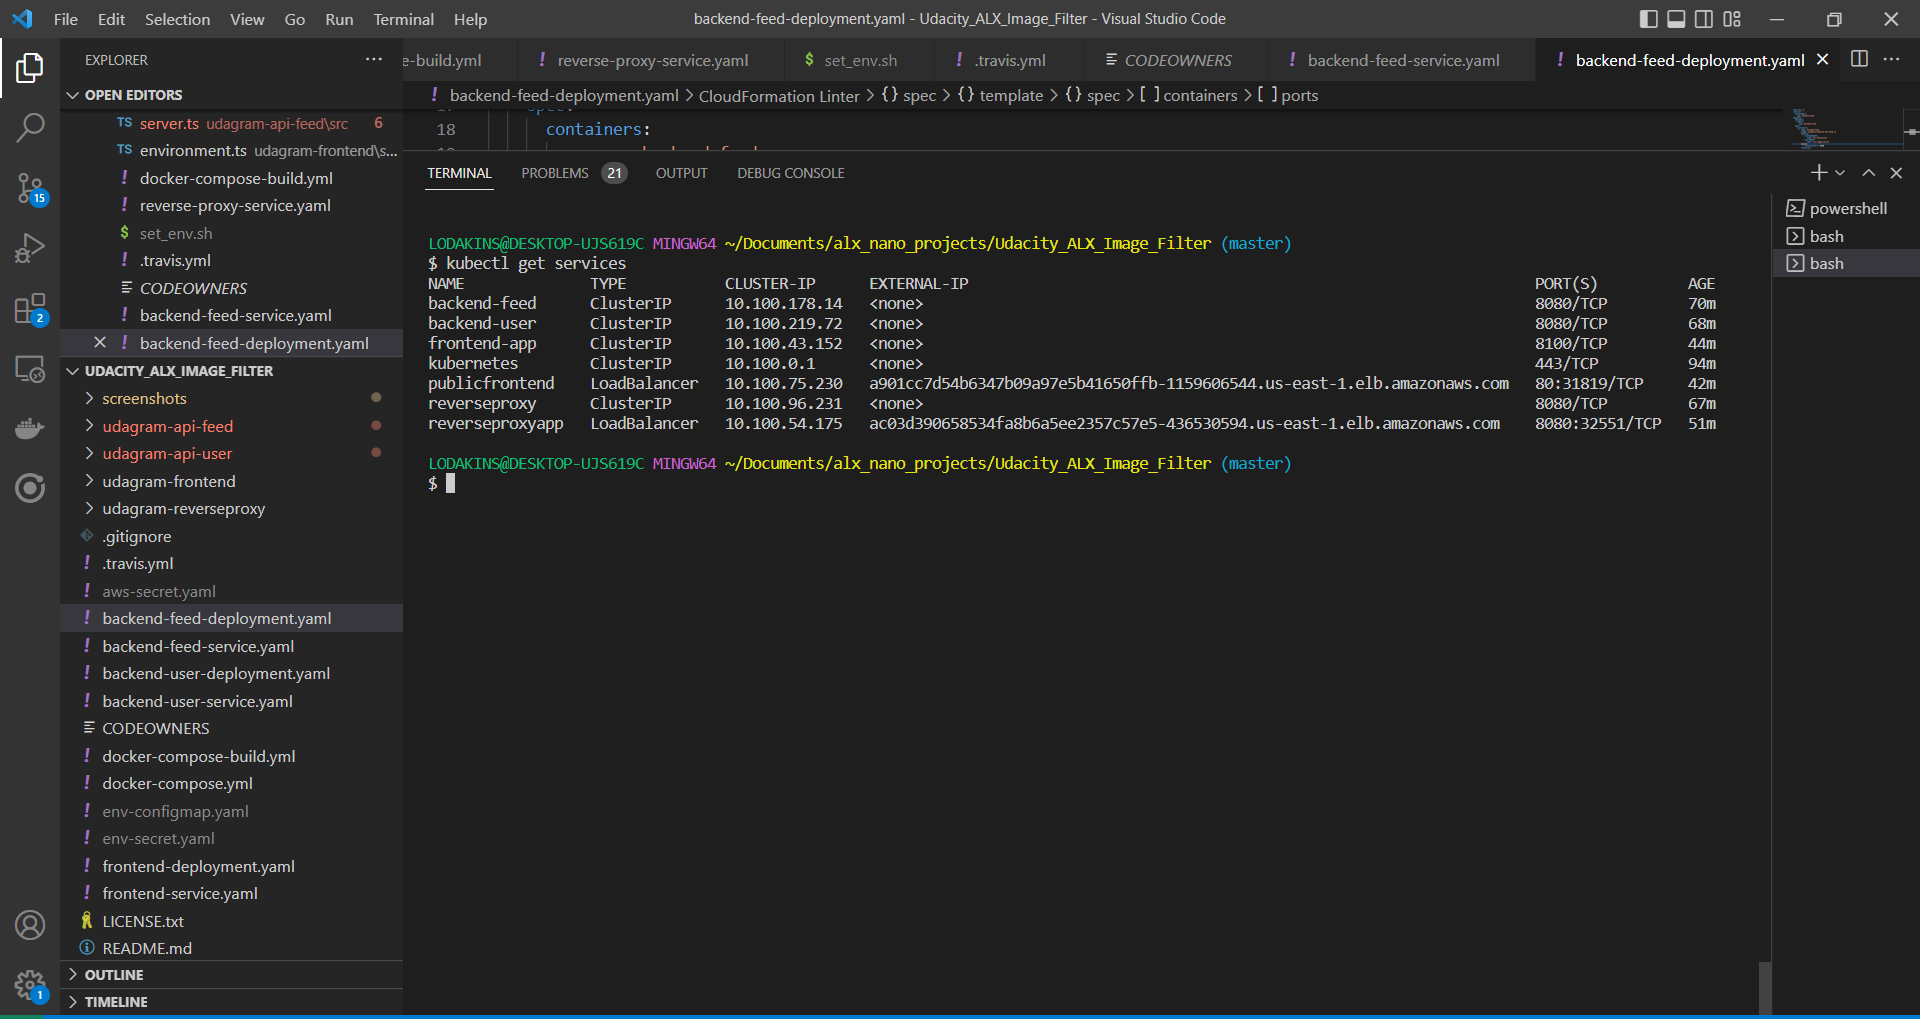 File Edit Selection View Go Run Terminal Help
backend-feed-deployment.yaml - Udacity_ALX_Image_Filter - Visual Studio Code
EXPLORER
e-build.yml
! reverse-proxy-service.yaml
$ set_env.sh
! .travis.yml
CODEOWNERS
! backend-feed-service.yaml
! backend-feed-deployment.yaml
! backend-feed-deployment.yaml > CloudFormation Linter > {} spec > {} template > {} spec > [ ] containers > [ ] ports
18 containers:
OPEN EDITORS
TS server.ts udagram-api-feed\src 6
TS environment.ts udagram-frontend\s...
! docker-compose-build.yml
! reverse-proxy-service.yaml
$ set_env.sh
! .travis.yml
CODEOWNERS
! backend-feed-service.yaml
! backend-feed-deployment.yaml
UDACITY_ALX_IMAGE_FILTER
screenshots
udagram-api-feed
udagram-api-user
udagram-frontend
udagram-reverseproxy
.gitignore
! .travis.yml
! aws-secret.yaml
! backend-feed-deployment.yaml
! backend-feed-service.yaml
! backend-user-deployment.yaml
! backend-user-service.yaml
CODEOWNERS
! docker-compose-build.yml
! docker-compose.yml
! env-configmap.yaml
! env-secret.yaml
! frontend-deployment.yaml
! frontend-service.yaml
LICENSE.txt
README.md
OUTLINE
TIMELINE
15
2
1
TERMINAL PROBLEMS 21 OUTPUT DEBUG CONSOLE
LODAKINS@DESKTOP-UJS619C MINGW64 ~/Documents/alx_nano_projects/Udacity_ALX_Image_Filter (master)
$ kubectl get services
NAME TYPE CLUSTER-IP EXTERNAL-IP PORT(S) AGE
backend-feed ClusterIP 10.100.178.14 <none> 8080/TCP 70m
backend-user ClusterIP 10.100.219.72 <none> 8080/TCP 68m
frontend-app ClusterIP 10.100.43.152 <none> 8100/TCP 44m
kubernetes ClusterIP 10.100.0.1 <none> 443/TCP 94m
publicfrontend LoadBalancer 10.100.75.230 a901cc7d54b6347b09a97e5b41650ffb-1159606544.us-east-1.elb.amazonaws.com 80:31819/TCP 42m
reverseproxy ClusterIP 10.100.96.231 <none> 8080/TCP 67m
reverseproxyapp LoadBalancer 10.100.54.175 ac03d390658534fa8b6a5ee2357c57e5-436530594.us-east-1.elb.amazonaws.com 8080:32551/TCP 51m
LODAKINS@DESKTOP-UJS619C MINGW64 ~/Documents/alx_nano_projects/Udacity_ALX_Image_Filter (master)
$
powershell
bash
bash